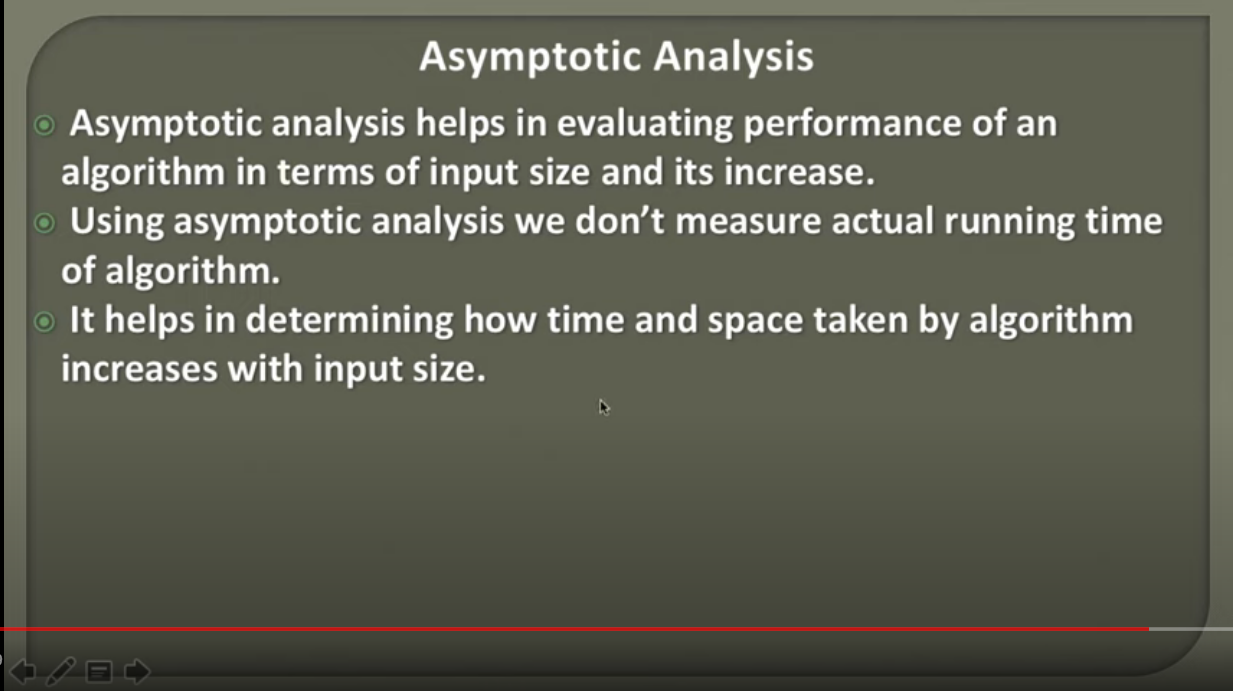 Asymptotic Analysis
Asymptotic analysis helps in evaluating performance of an
algorithm in terms of input size and its increase.
Using asymptotic analysis we don’t measure actual running time
of algorithm.
It helps in determining how time and space taken by algorithm
increases with input size.